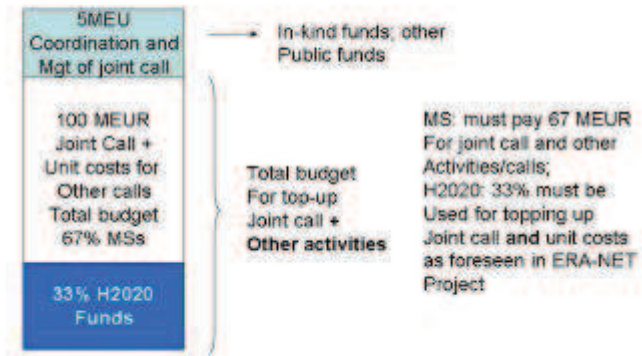 5MEU
Coordination and
Mgt of joint call
In-kind funds; other
Public funds
100 MEUR
Joint Call +
Unit costs for
Other calls
Total budget
67% MSs
33% H2020
Funds
Total budget
For top-up
Joint call +
Other activities
MS: must pay 67 MEUR
For joint call and other
Activities/calls;
H2020: 33% must be
Used for topping up
Joint call and unit costs
as foreseen in ERA-NET
Project